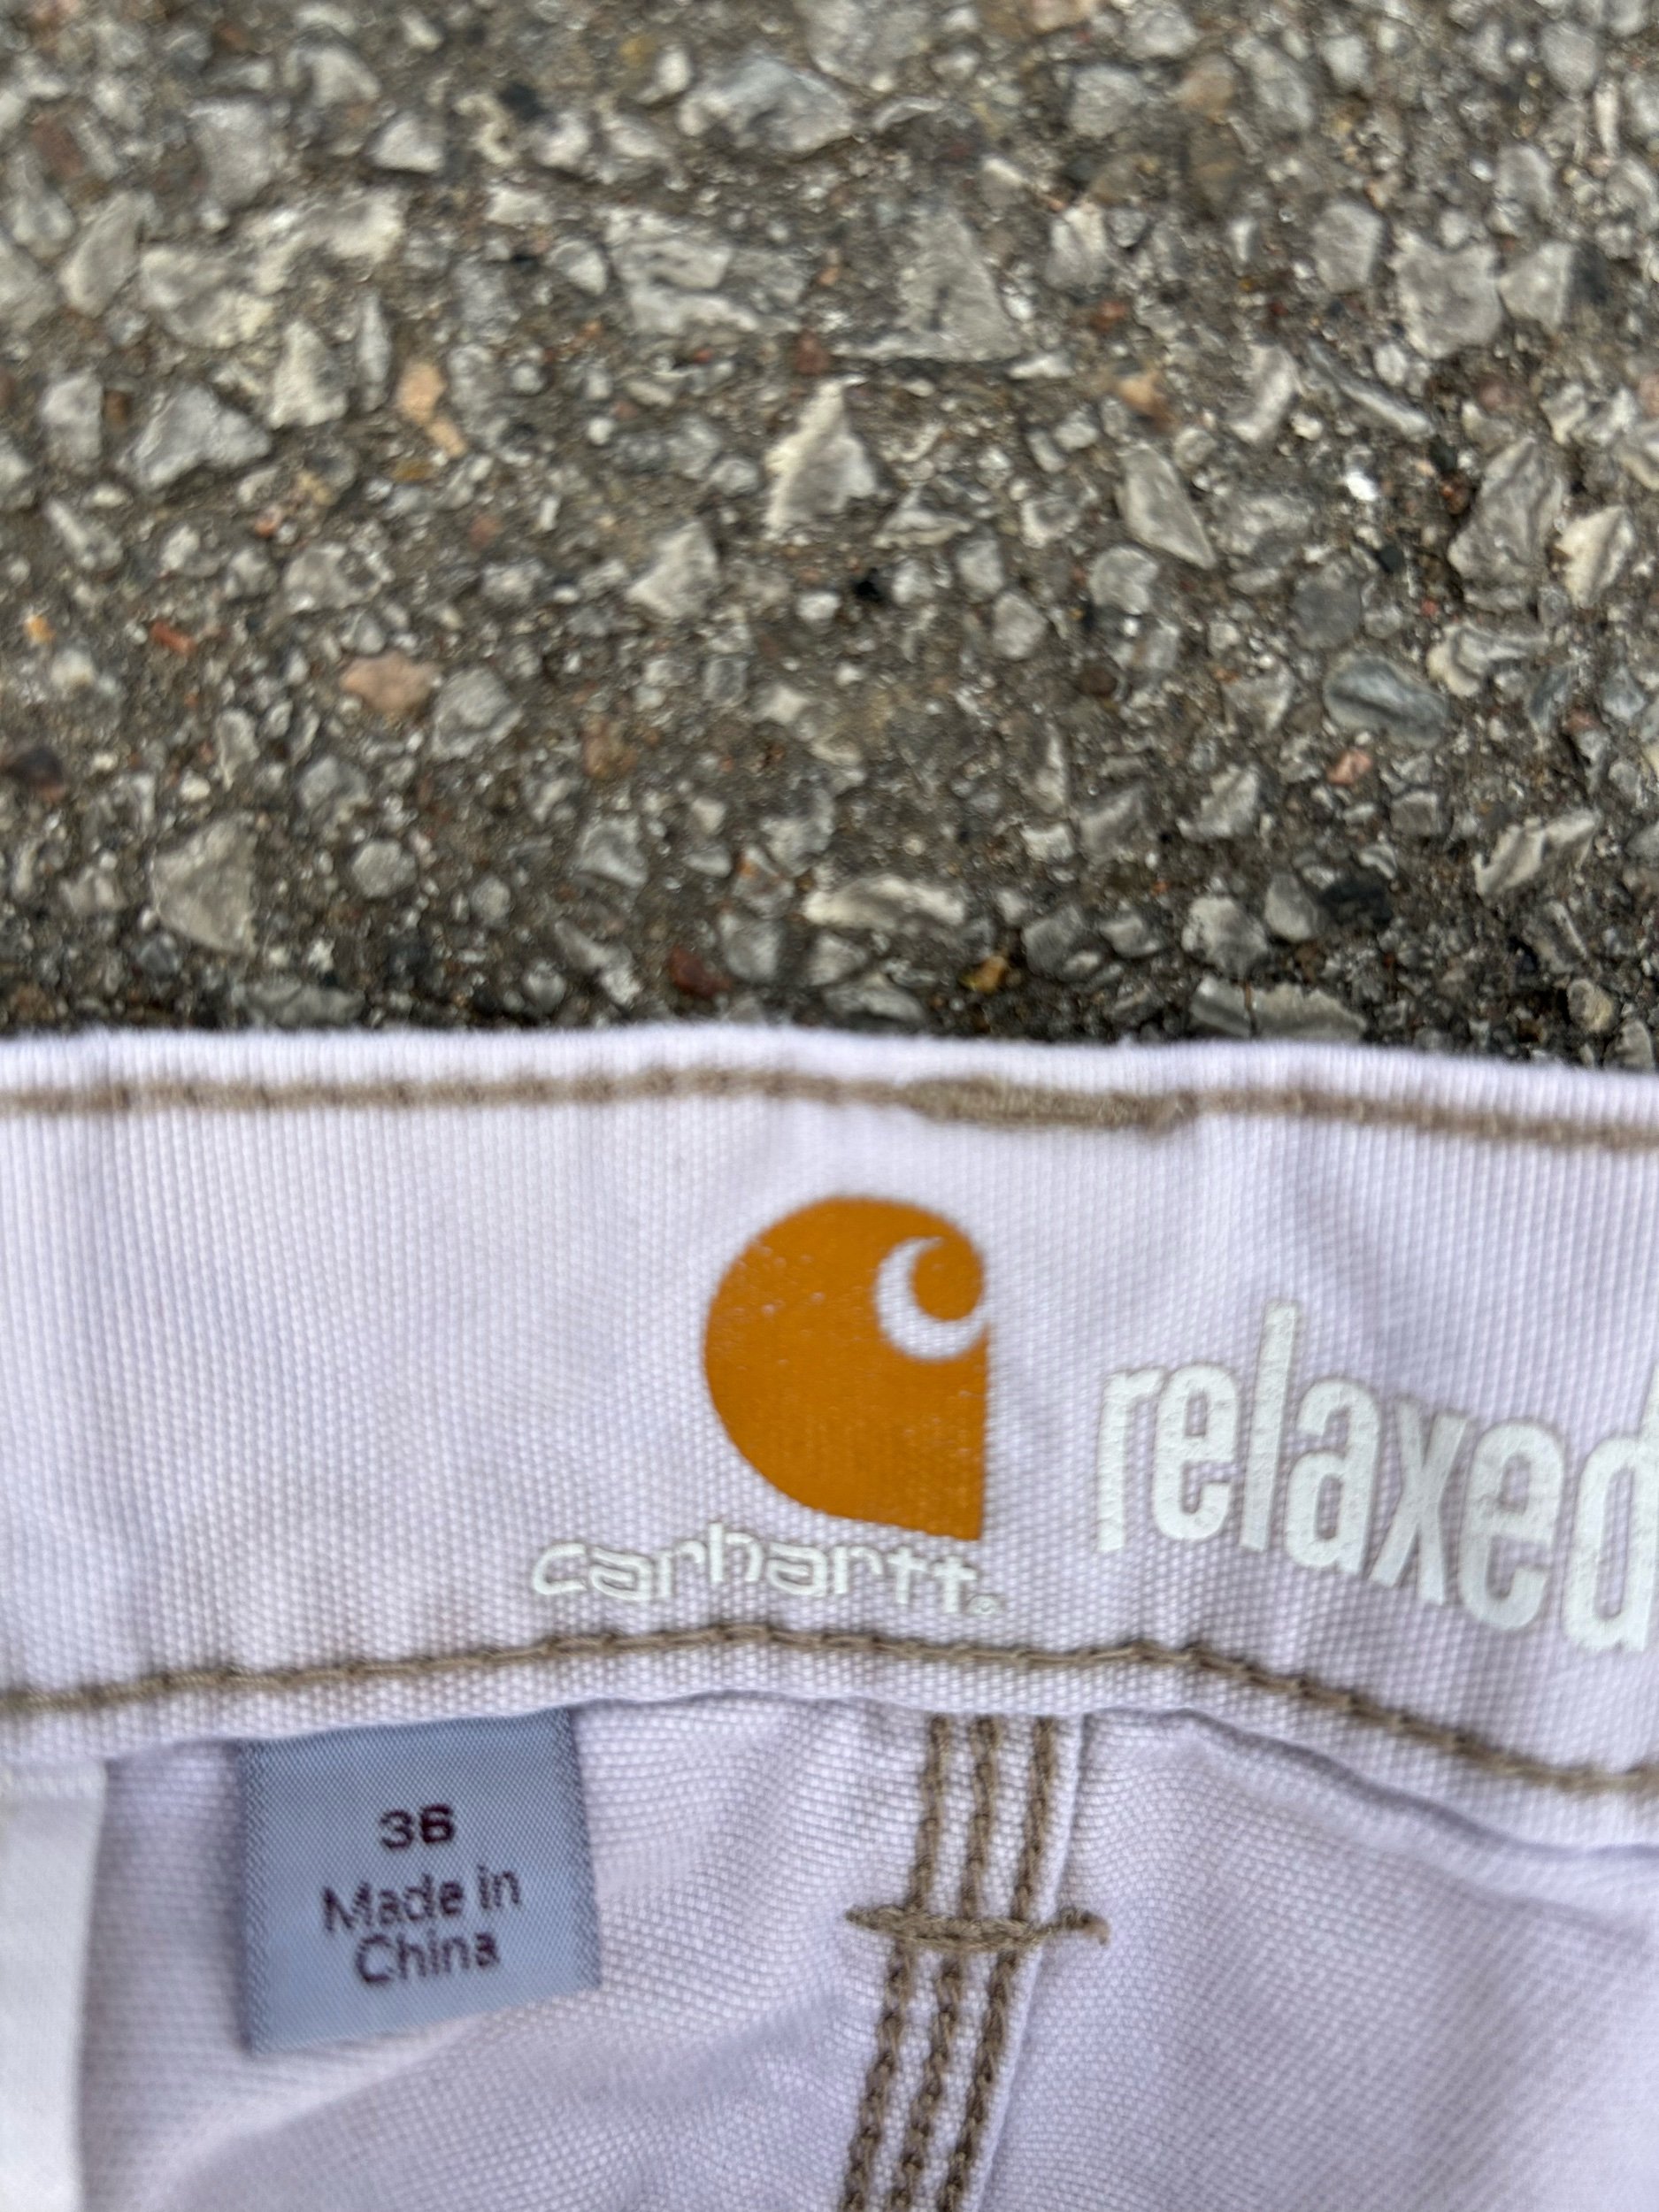 carhartt®
relaxed
36
Made in
China